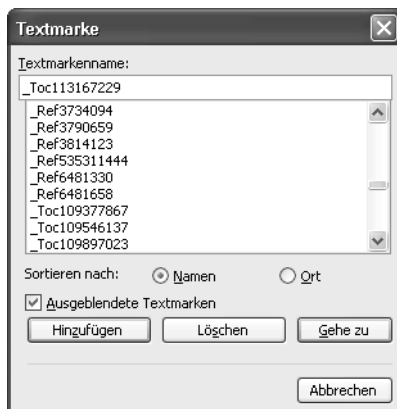 Textmarke
Textmarkenname:
_Toc113167229
_Ref3734094
_Ref3790659
_Ref3814123
_Ref535311444
_Ref6481330
_Ref6481658
_Toc109377867
_Toc109546137
_Toc109897023
Sortieren nach: Namen Ort
Ausgeblendete Textmarken
Hinzufügen Löschen Gehe zu
Abbrechen